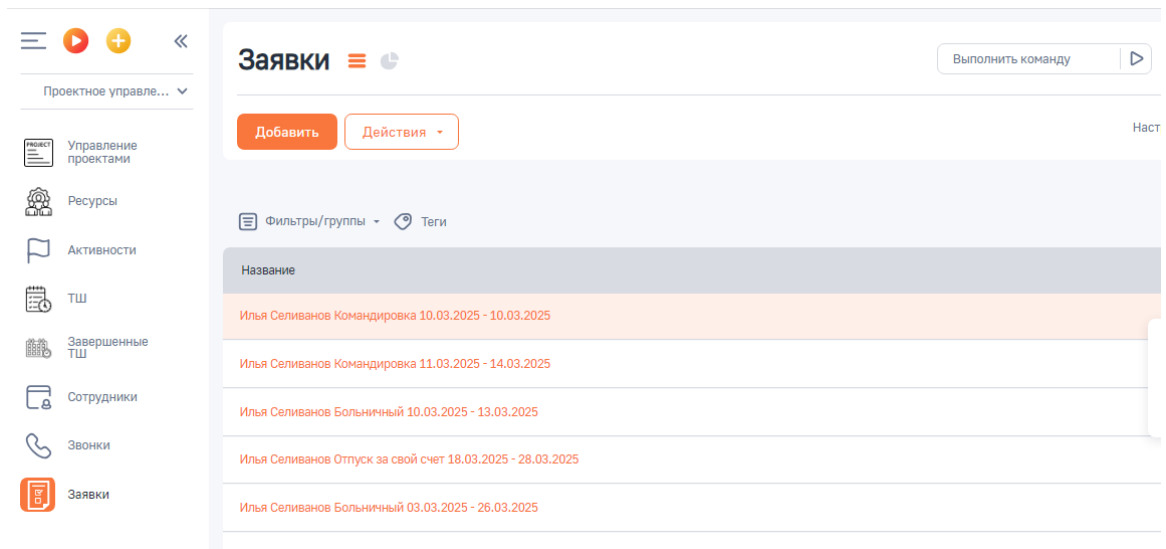 Проектное управле...
PROJECT
Управление
проектами
Ресурсы
Активности
ТШ
Завершенные
ТШ
Сотрудники
Звонки
Заявки
Заявки
Выполнить команду
Добавить
Действия
Наст
Фильтры/группы
Теги
Название
Илья Селиванов Командировка 10.03.2025 - 10.03.2025
Илья Селиванов Командировка 11.03.2025 - 14.03.2025
Илья Селиванов Больничный 10.03.2025 - 13.03.2025
Илья Селиванов Отпуск за свой счет 18.03.2025 - 28.03.2025
Илья Селиванов Больничный 03.03.2025 - 26.03.2025